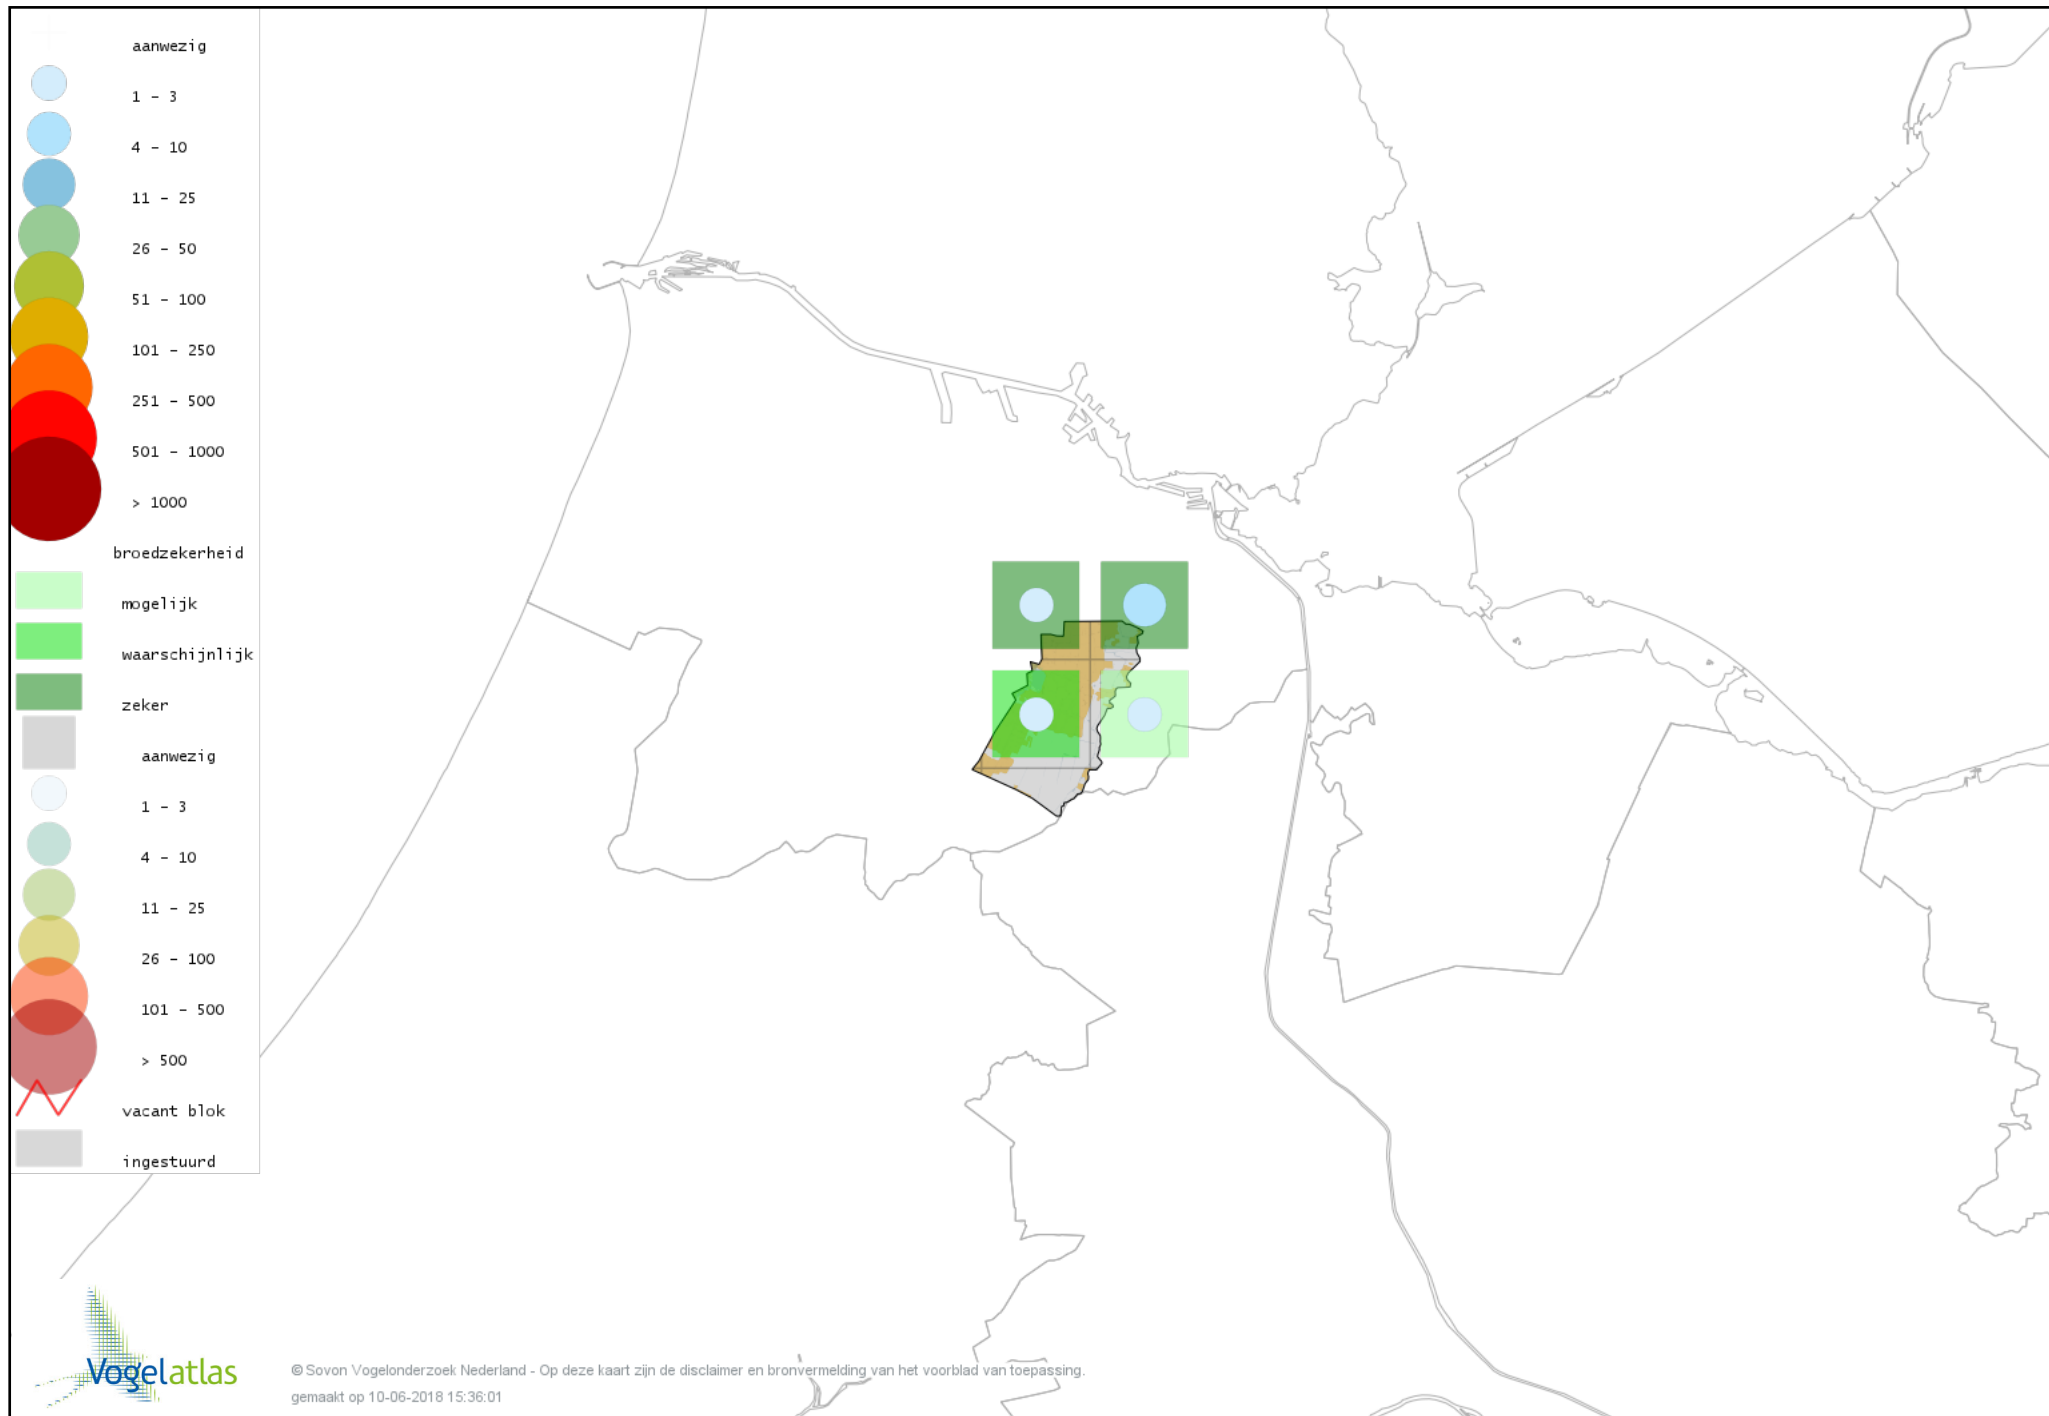 aanwezig
1 - 3
4 - 10
11 - 25
26 - 50
51 - 100
101 - 250
251 - 500
501 - 1000
> 1000
broedzekerheid
mogelijk
waarschijnlijk
zeker
aanwezig
1 - 3
4 - 10
11 - 25
26 - 100
101 - 500
> 500
vacant blok
ingestuurd
Vogelatlas
© Sovon Vogelonderzoek Nederland - Op deze kaart zijn de disclaimer en bronvermelding van het voorblad van toepassing.
gemaakt op 10-06-2018 15:36:01